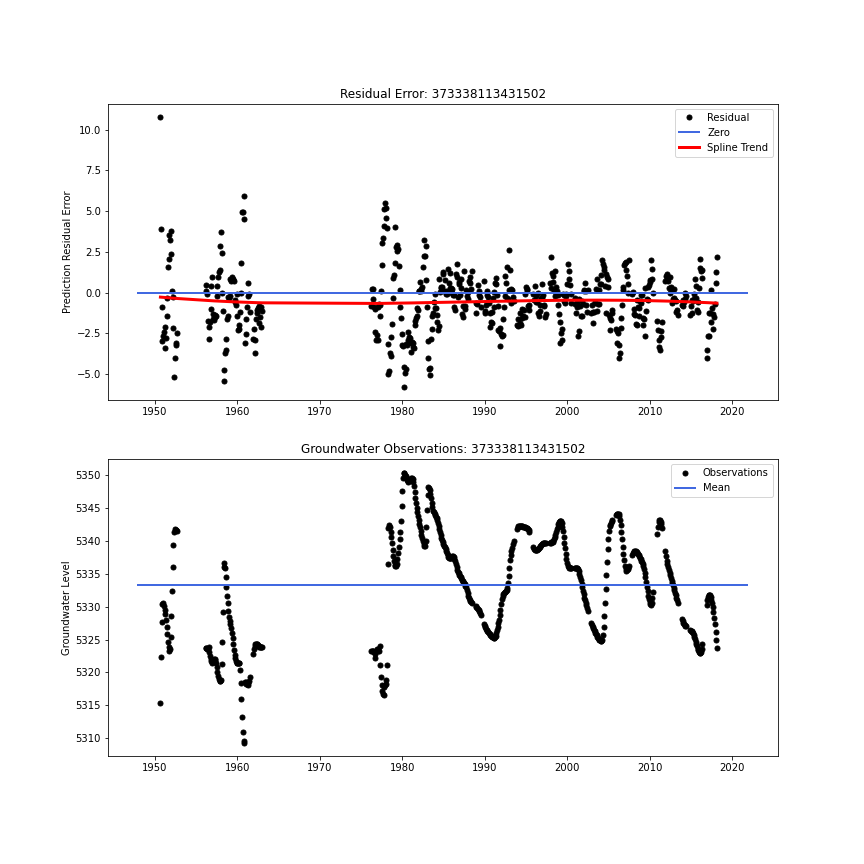 Residual Error: 373338113431502
Prediction Residual Error
10.0
7.5
5.0
2.5
0.0
−2.5
−5.0
Residual
Zero
Spline Trend
1950 1960 1970 1980 1990 2000 2010 2020
Groundwater Observations: 373338113431502
Groundwater Level
5350
5345
5340
5335
5330
5325
5320
5315
5310
Observations
Mean
1950 1960 1970 1980 1990 2000 2010 2020